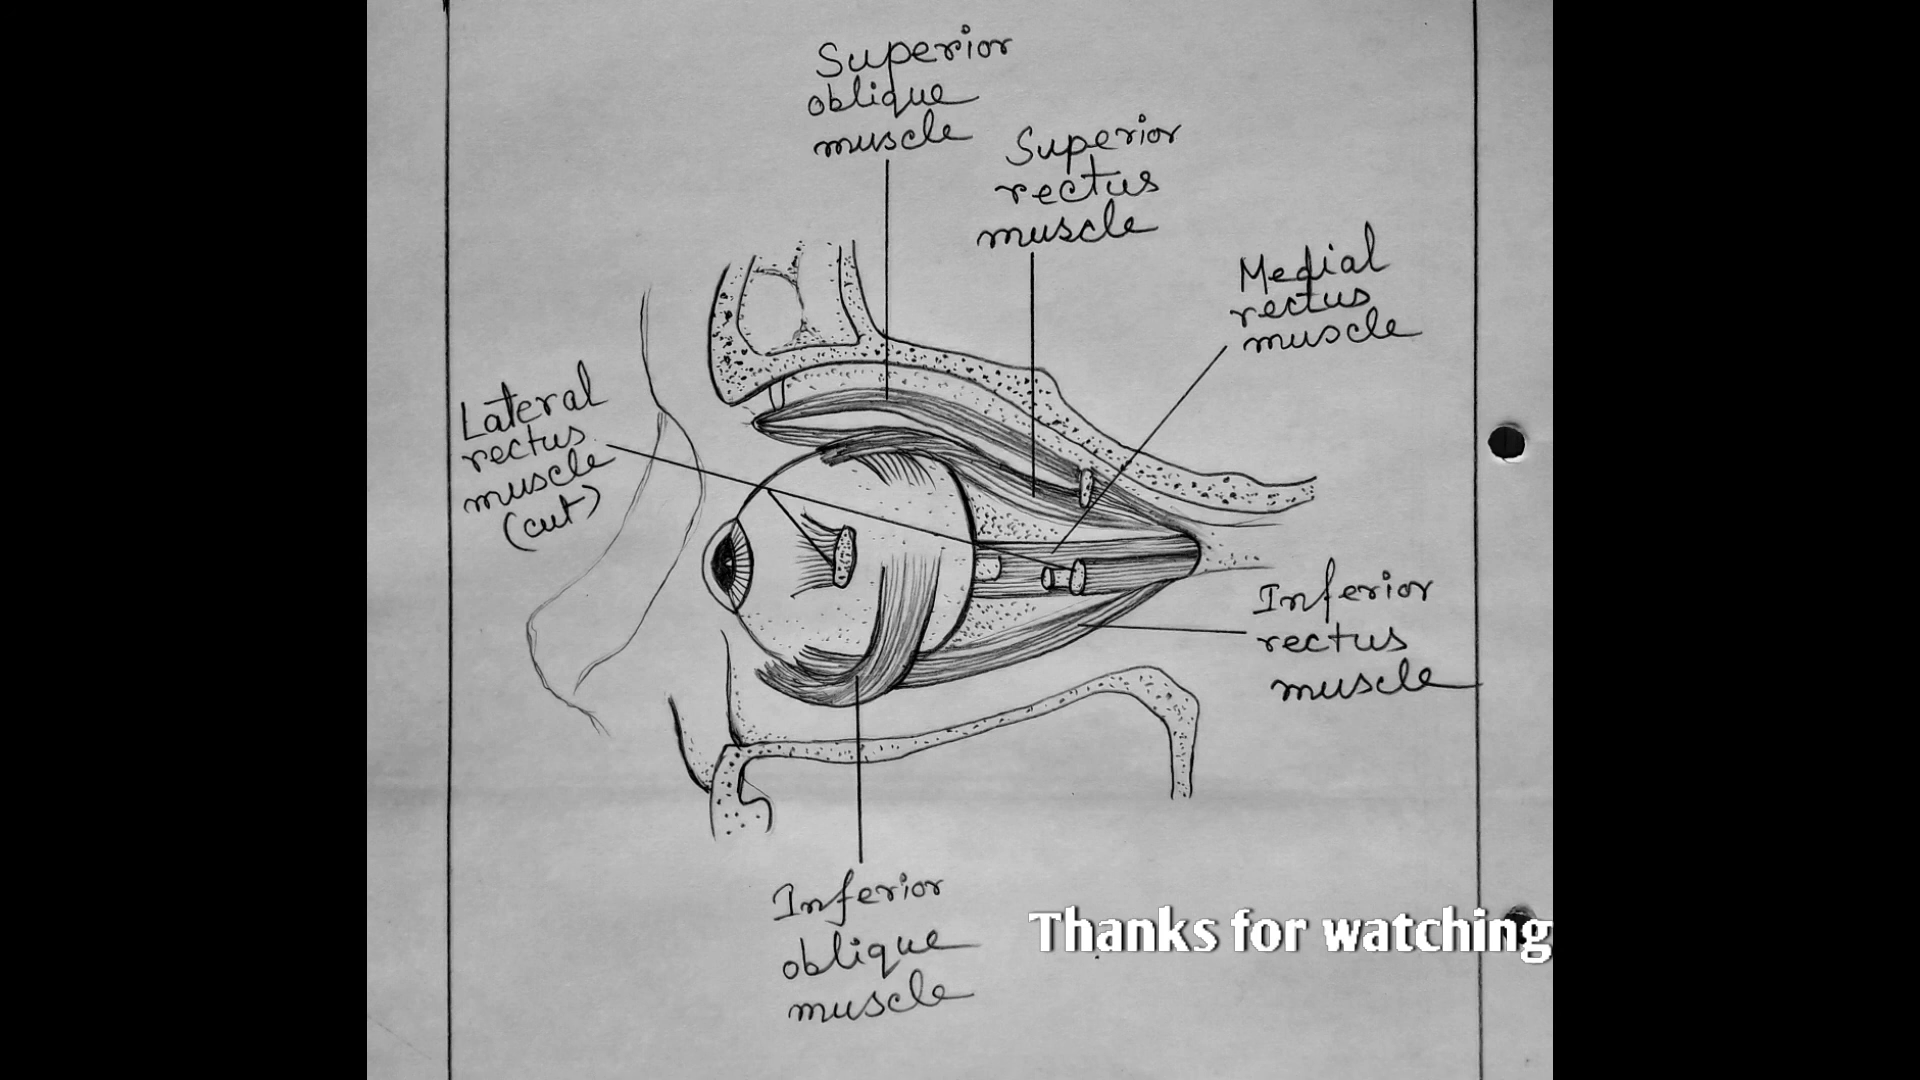 Superior
oblique
muscle
Superior
rectus
muscle
Medial
rectus
muscle
Lateral
rectus
muscle
(cut)
Inferior
rectus
muscle
Inferior
oblique
muscle
Thanks for watching